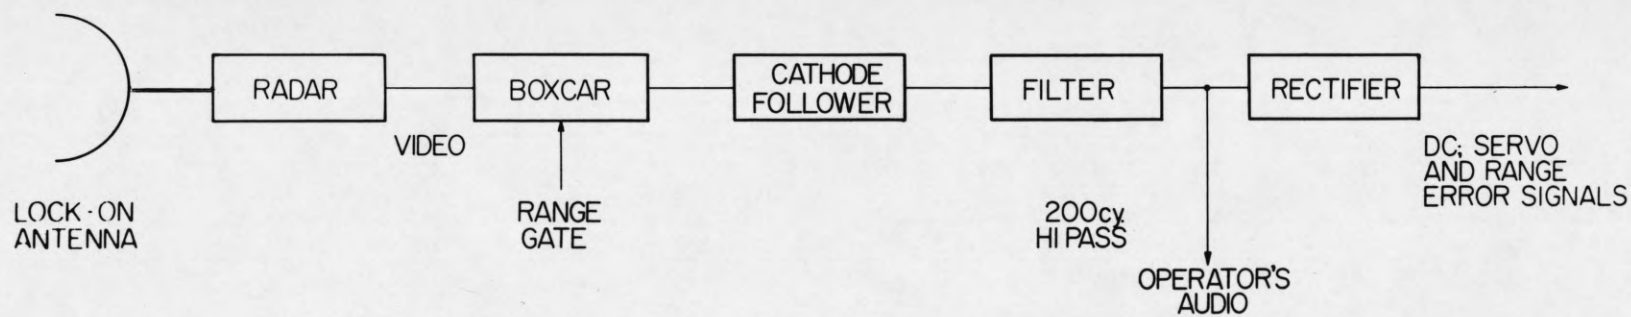 RADAR
BOXCAR
CATHODE
FOLLOWER
FILTER
RECTIFIER
VIDEO
DC; SERVO
AND RANGE
ERROR SIGNALS
LOCK-ON
ANTENNA
RANGE
GATE
200cy.
HI PASS
OPERATOR'S
AUDIO